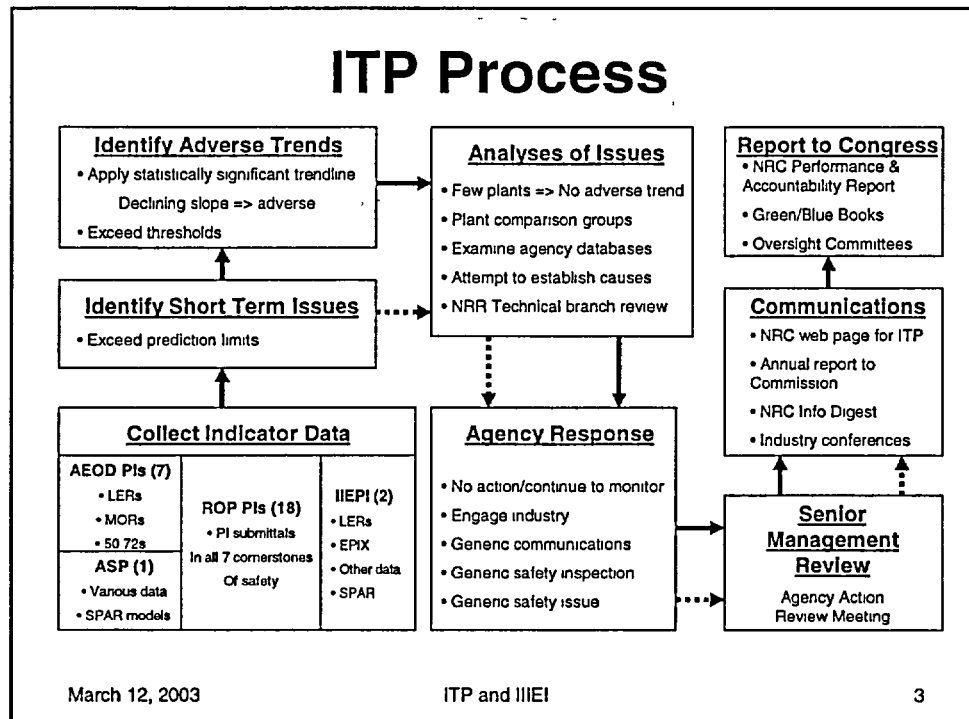 ITP Process
Identify Adverse Trends
• Apply statistically significant trendline
Declining slope => adverse
• Exceed thresholds
Identify Short Term Issues
• Exceed prediction limits
Collect Indicator Data
AEOD PIs (7)
• LERs
• MORs
• 50 72s
ASP (1)
• Various data
• SPAR models
ROP PIs (18)
• PI submittals
In all 7 cornerstones
Of safety
IIEPI (2)
• LERs
• EPIX
• Other data
• SPAR
Analyses of Issues
• Few plants => No adverse trend
• Plant comparison groups
• Examine agency databases
• Attempt to establish causes
• NRR Technical branch review
Agency Response
• No action/continue to monitor
• Engage industry
• Generic communications
• Generic safety inspection
• Generic safety issue
Report to Congress
• NRC Performance &
Accountability Report
• Green/Blue Books
• Oversight Committees
Communications
• NRC web page for ITP
• Annual report to
Commission
• NRC Info Digest
• Industry conferences
Senior
Management
Review
Agency Action
Review Meeting
March 12, 2003
ITP and IIIEI
3